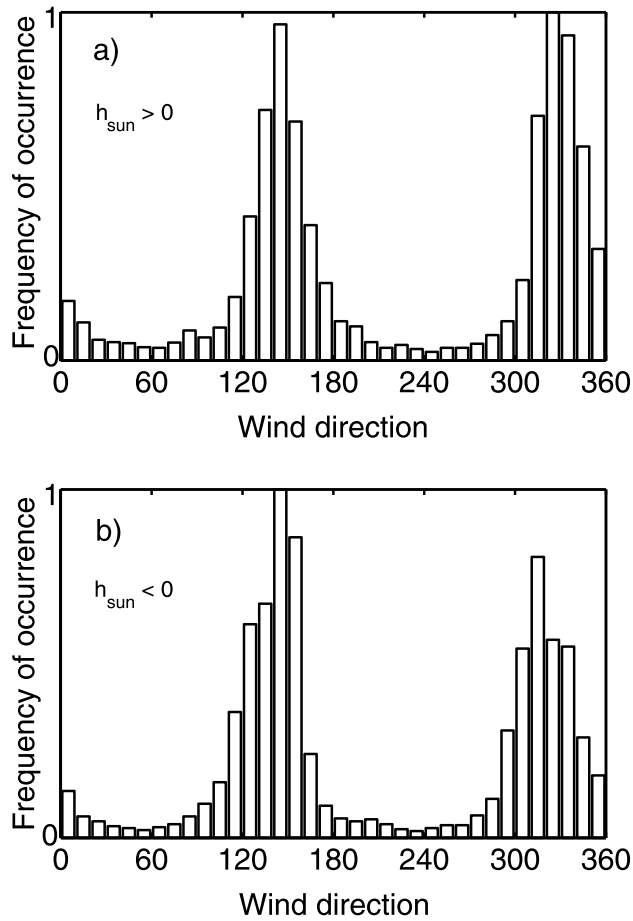 1
a)
h_sun > 0
Frequency of occurrence
0
0 60 120 180 240 300 360
Wind direction
1
b)
h_sun < 0
Frequency of occurrence
0
0 60 120 180 240 300 360
Wind direction